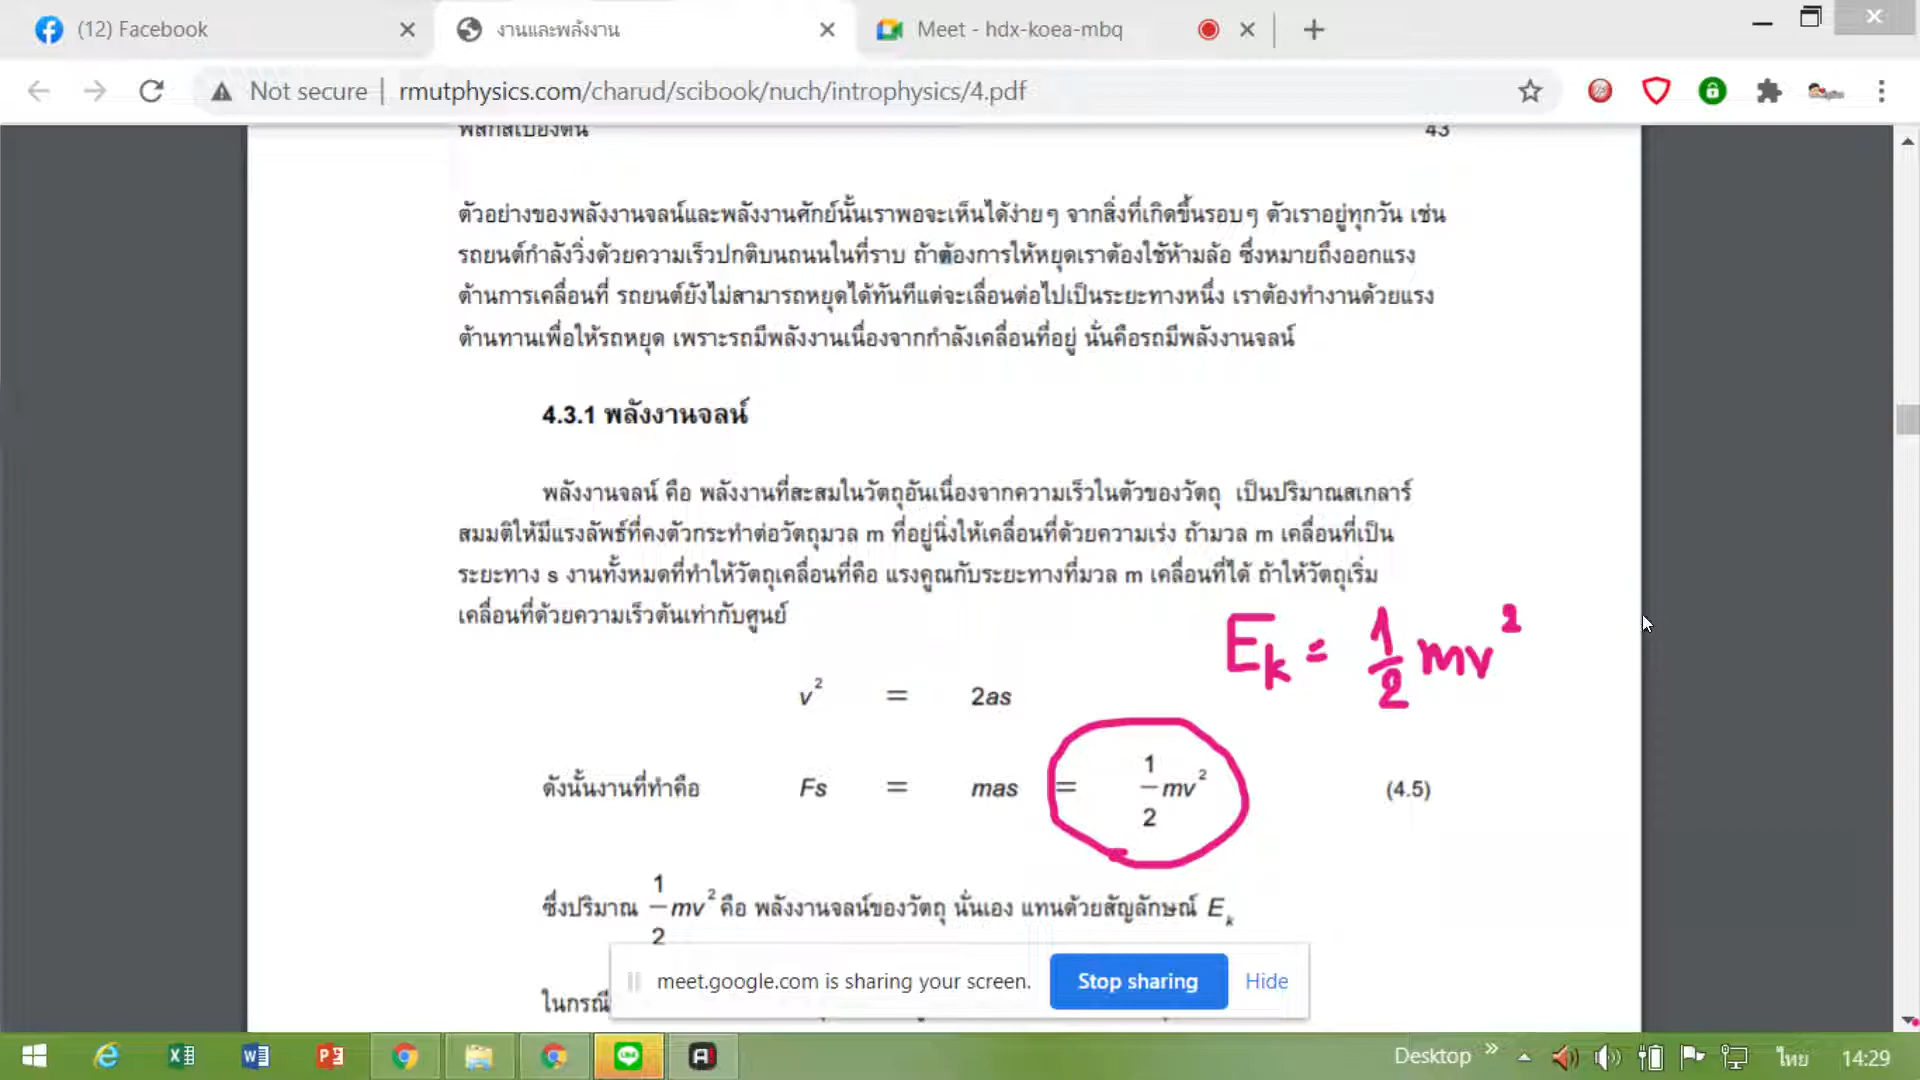 (12) Facebook
งานและพลังงาน
Meet - hdx-koea-mbq
Not secure | rmutphysics.com/charud/scibook/nuch/introphysics/4.pdf
ฟิสิกส์เบื้องต้น 43
ตัวอย่างของพลังงานจลน์และพลังงานศักย์นั้นเราพอจะเห็นได้ง่ายๆ จากสิ่งที่เกิดขึ้นรอบๆ ตัวเราอยู่ทุกวัน เช่น
รถยนต์กำลังวิ่งด้วยความเร็วปกติบนถนนในที่ราบ ถ้าต้องการให้หยุดเราต้องใช้ห้ามล้อ ซึ่งหมายถึงออกแรง
ต้านการเคลื่อนที่ รถยนต์ยังไม่สามารถหยุดได้ทันทีแต่จะเลื่อนต่อไปเป็นระยะทางหนึ่ง เราต้องทำงานด้วยแรง
ต้านทานเพื่อให้รถหยุด เพราะรถมีพลังงานเนื่องจากกำลังเคลื่อนที่อยู่ นั่นคือรถมีพลังงานจลน์
4.3.1 พลังงานจลน์
พลังงานจลน์ คือ พลังงานที่สะสมในวัตถุอันเนื่องจากความเร็วในตัวของวัตถุ เป็นปริมาณสเกลาร์
สมมติให้มีแรงลัพธ์ที่คงตัวกระทำต่อวัตถุมวล m ที่อยู่นิ่งให้เคลื่อนที่ด้วยความเร่ง ถ้ามวล m เคลื่อนที่เป็น
ระยะทาง s งานทั้งหมดที่ทำให้วัตถุเคลื่อนที่คือ แรงคูณกับระยะทางที่มวล m เคลื่อนที่ได้ ถ้าให้วัตถุเริ่ม
เคลื่อนที่ด้วยความเร็วต้นเท่ากับศูนย์
Eₖ = ½ mv²
v² = 2as
ดังนั้นงานที่ทำคือ Fs = mas = ½ mv² (4.5)
ซึ่งปริมาณ ½ mv² คือ พลังงานจลน์ของวัตถุ นั่นเอง แทนด้วยสัญลักษณ์ Eₖ
ในกรณี
meet.google.com is sharing your screen. Stop sharing Hide
Desktop » ไทย 14:29